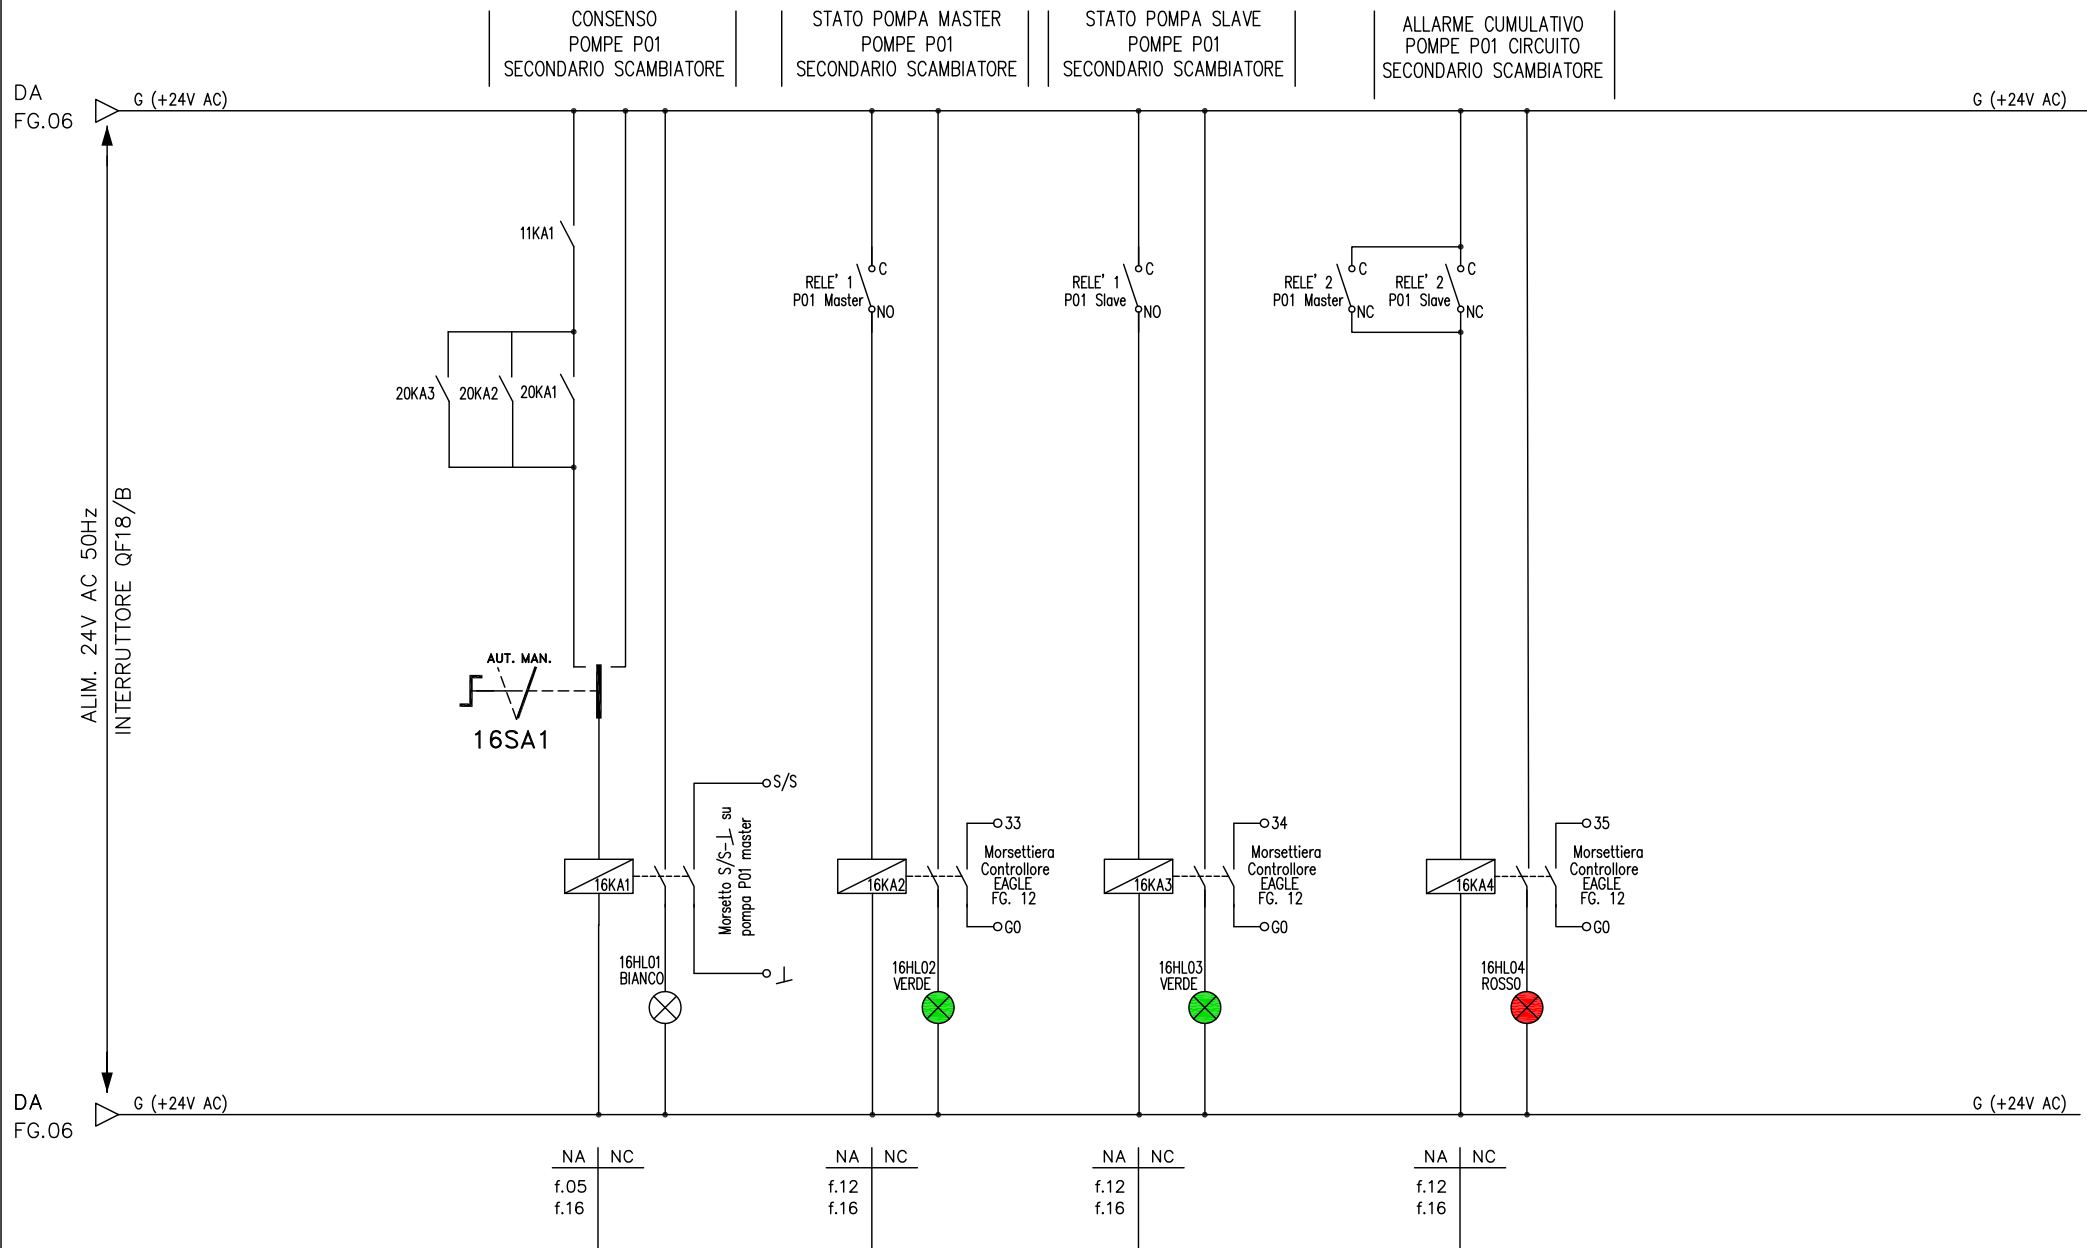 CONSENSO
POMPE P01
SECONDARIO SCAMBIATORE
STATO POMPA MASTER
POMPE P01
SECONDARIO SCAMBIATORE
STATO POMPA SLAVE
POMPE P01
SECONDARIO SCAMBIATORE
ALLARME CUMULATIVO
POMPE P01 CIRCUITO
SECONDARIO SCAMBIATORE
DA
FG.06
G (+24V AC)
G (+24V AC)
ALIM. 24V AC 50Hz
INTERRUTTORE QF18/B
11KA1
20KA3
20KA2
20KA1
AUT. MAN.
16SA1
16KA1
S/S
Morsetto S/S-⊥ su
pompa P01 master
⊥
16HL01
BIANCO
RELE' 1
P01 Master
C
NO
16KA2
33
Morsettiera
Controllore
EAGLE
FG. 12
G0
16HL02
VERDE
RELE' 1
P01 Slave
C
NO
16KA3
34
Morsettiera
Controllore
EAGLE
FG. 12
G0
16HL03
VERDE
RELE' 2
P01 Master
C
NC
RELE' 2
P01 Slave
C
NC
16KA4
35
Morsettiera
Controllore
EAGLE
FG. 12
G0
16HL04
ROSSO
DA
FG.06
G (+24V AC)
G (+24V AC)
NA NC
f.05
f.16
NA NC
f.12
f.16
NA NC
f.12
f.16
NA NC
f.12
f.16